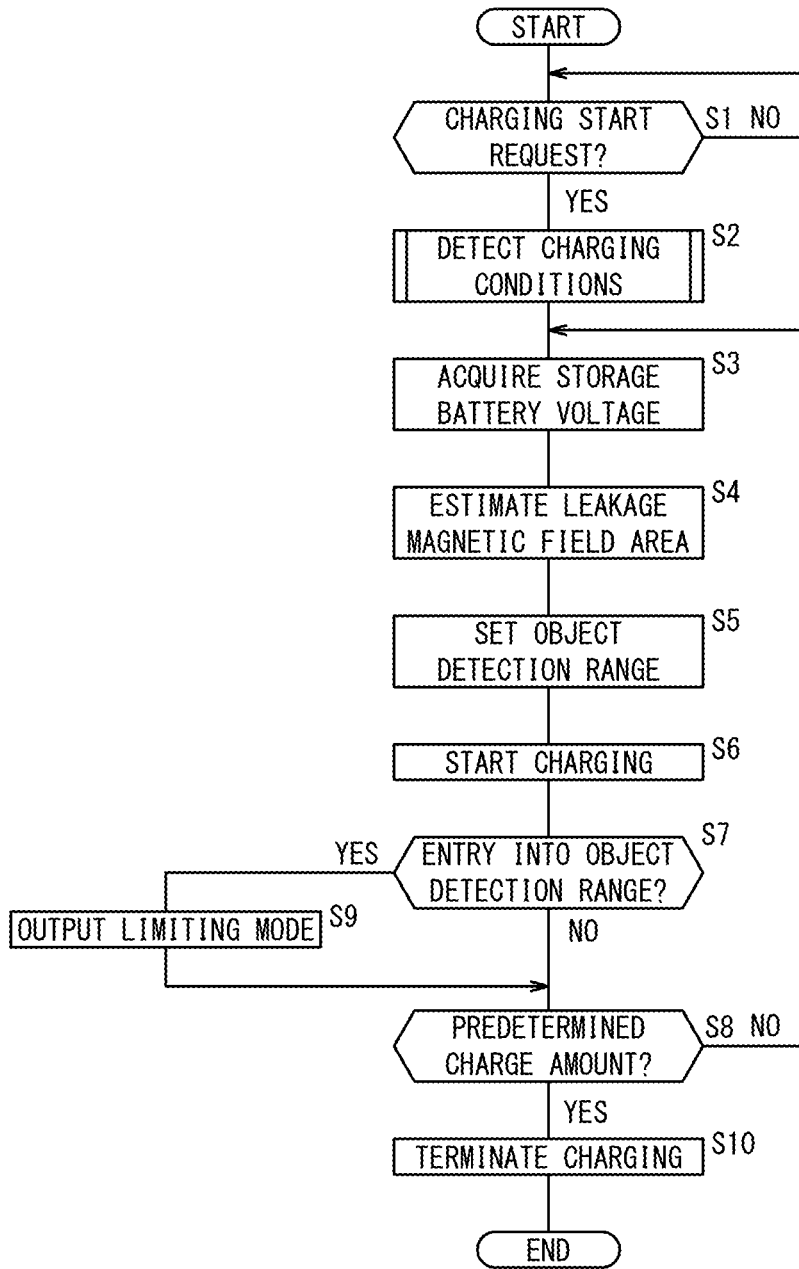 START
CHARGING START
REQUEST?
S1 NO
YES
DETECT CHARGING
CONDITIONS
S2
ACQUIRE STORAGE
BATTERY VOLTAGE
S3
ESTIMATE LEAKAGE
MAGNETIC FIELD AREA
S4
SET OBJECT
DETECTION RANGE
S5
START CHARGING
S6
ENTRY INTO OBJECT
DETECTION RANGE?
S7
YES
OUTPUT LIMITING MODE
S9
NO
PREDETERMINED
CHARGE AMOUNT?
S8 NO
YES
TERMINATE CHARGING
S10
END